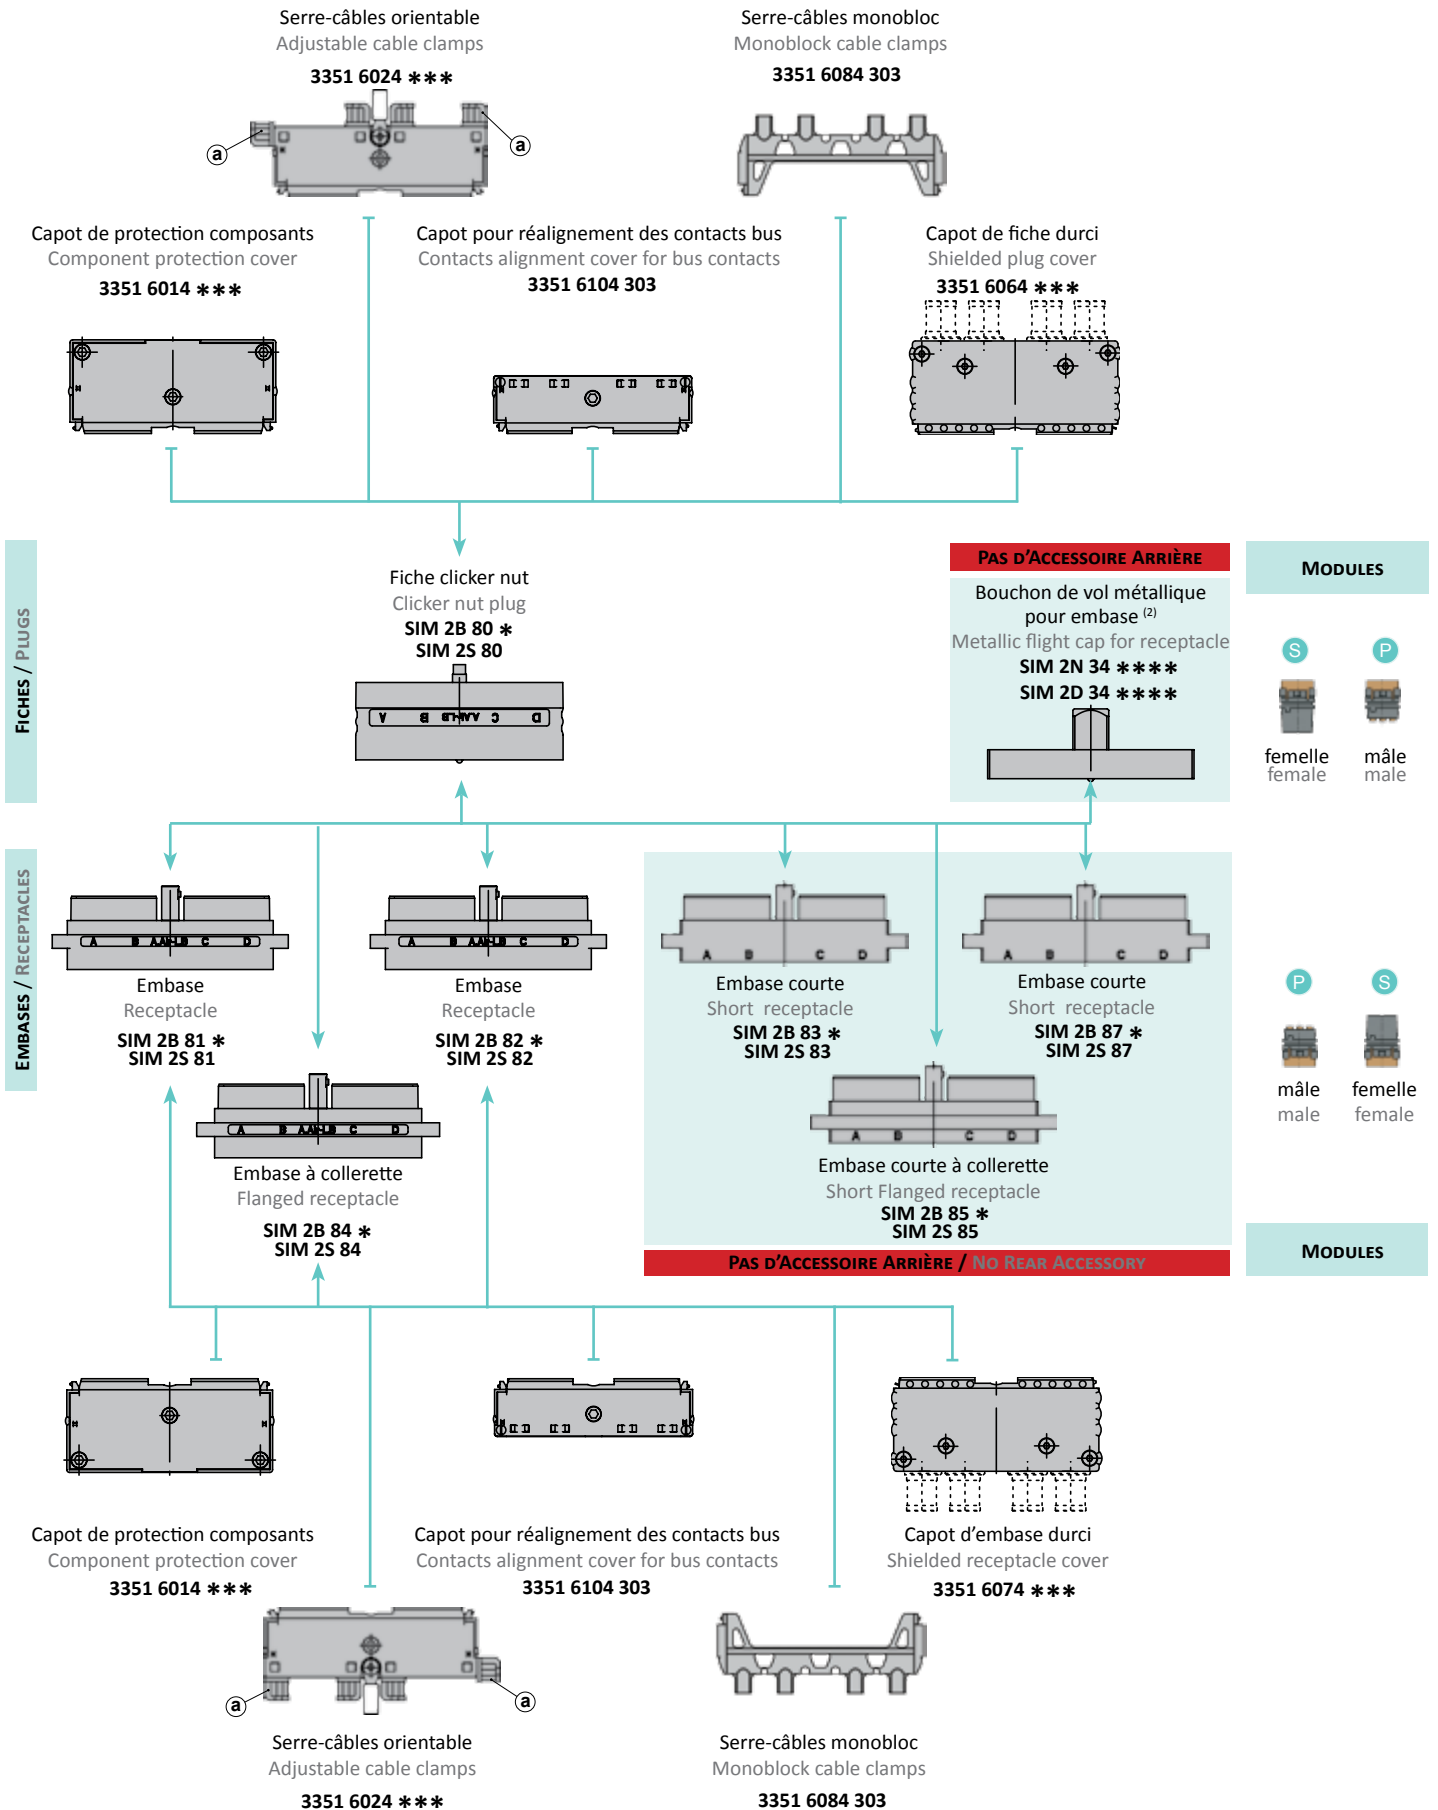 Serre-câbles orientable
Adjustable cable clamps
3351 6024 ∗∗∗
Serre-câbles monobloc
Monoblock cable clamps
3351 6084 303
a
a
Capot de protection composants
Component protection cover
3351 6014 ∗∗∗
Capot pour réalignement des contacts bus
Contacts alignment cover for bus contacts
3351 6104 303
Capot de fiche durci
Shielded plug cover
3351 6064 ∗∗∗
FICHES / PLUGS
Fiche clicker nut
Clicker nut plug
SIM 2B 80 ∗
SIM 2S 80
A B C D
PAS D'ACCESSOIRE ARRIÈRE
Bouchon de vol métallique
pour embase (2)
Metallic flight cap for receptacle
SIM 2N 34 ∗∗∗∗
SIM 2D 34 ∗∗∗∗
MODULES
S
P
femelle
female
mâle
male
EMBASES / RECEPTACLES
A B C D
Embase
Receptacle
SIM 2B 81 ∗
SIM 2S 81
A B C D
Embase
Receptacle
SIM 2B 82 ∗
SIM 2S 82
A B C D
Embase courte
Short receptacle
SIM 2B 83 ∗
SIM 2S 83
A B C D
Embase courte
Short receptacle
SIM 2B 87 ∗
SIM 2S 87
P
S
mâle
male
femelle
female
A B C D
Embase à collerette
Flanged receptacle
SIM 2B 84 ∗
SIM 2S 84
A B C D
Embase courte à collerette
Short Flanged receptacle
SIM 2B 85 ∗
SIM 2S 85
PAS D'ACCESSOIRE ARRIÈRE / NO REAR ACCESSORY
MODULES
Capot de protection composants
Component protection cover
3351 6014 ∗∗∗
Capot pour réalignement des contacts bus
Contacts alignment cover for bus contacts
3351 6104 303
Capot d'embase durci
Shielded receptacle cover
3351 6074 ∗∗∗
a
a
Serre-câbles orientable
Adjustable cable clamps
3351 6024 ∗∗∗
Serre-câbles monobloc
Monoblock cable clamps
3351 6084 303